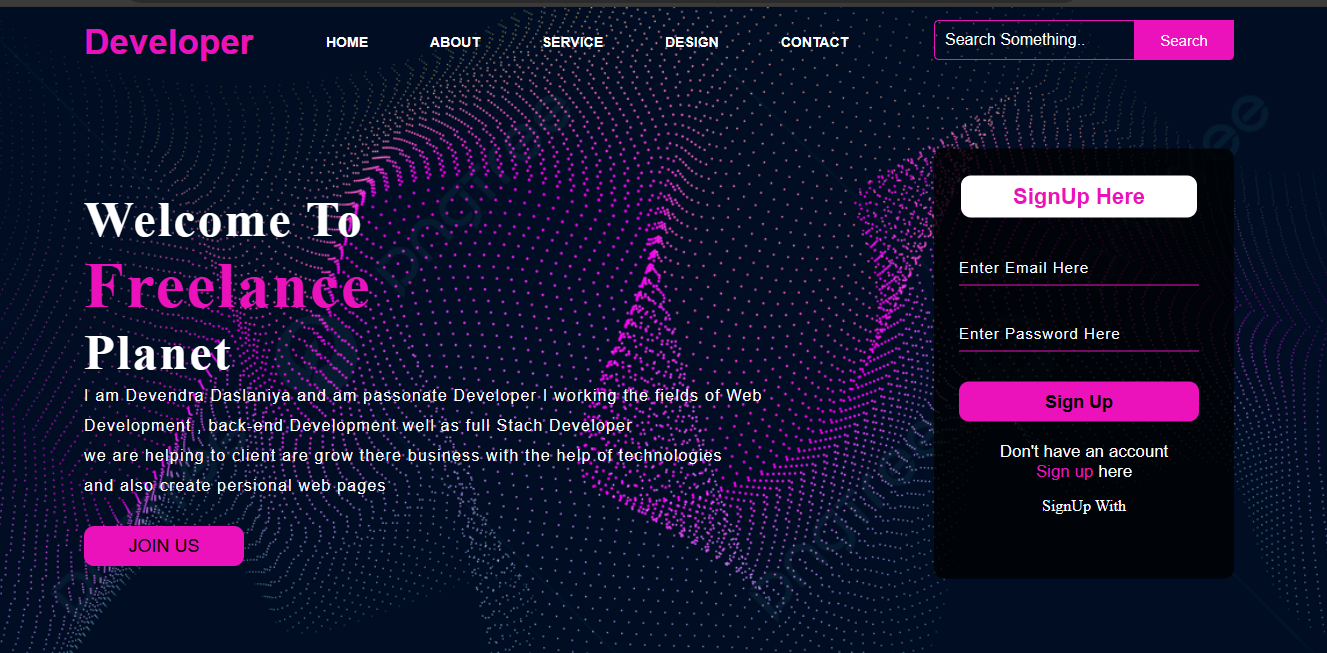 Developer
HOME
ABOUT
SERVICE
DESIGN
CONTACT
Search Something..
Search
Welcome To
Freelance
Planet
I am Devendra Daslaniya and am passonate Developer I working the fields of Web
Development , back-end Development well as full Stach Developer
we are helping to client are grow there business with the help of technologies
and also create persional web pages
JOIN US
SignUp Here
Enter Email Here
Enter Password Here
Sign Up
Don't have an account
Sign up here
SignUp With